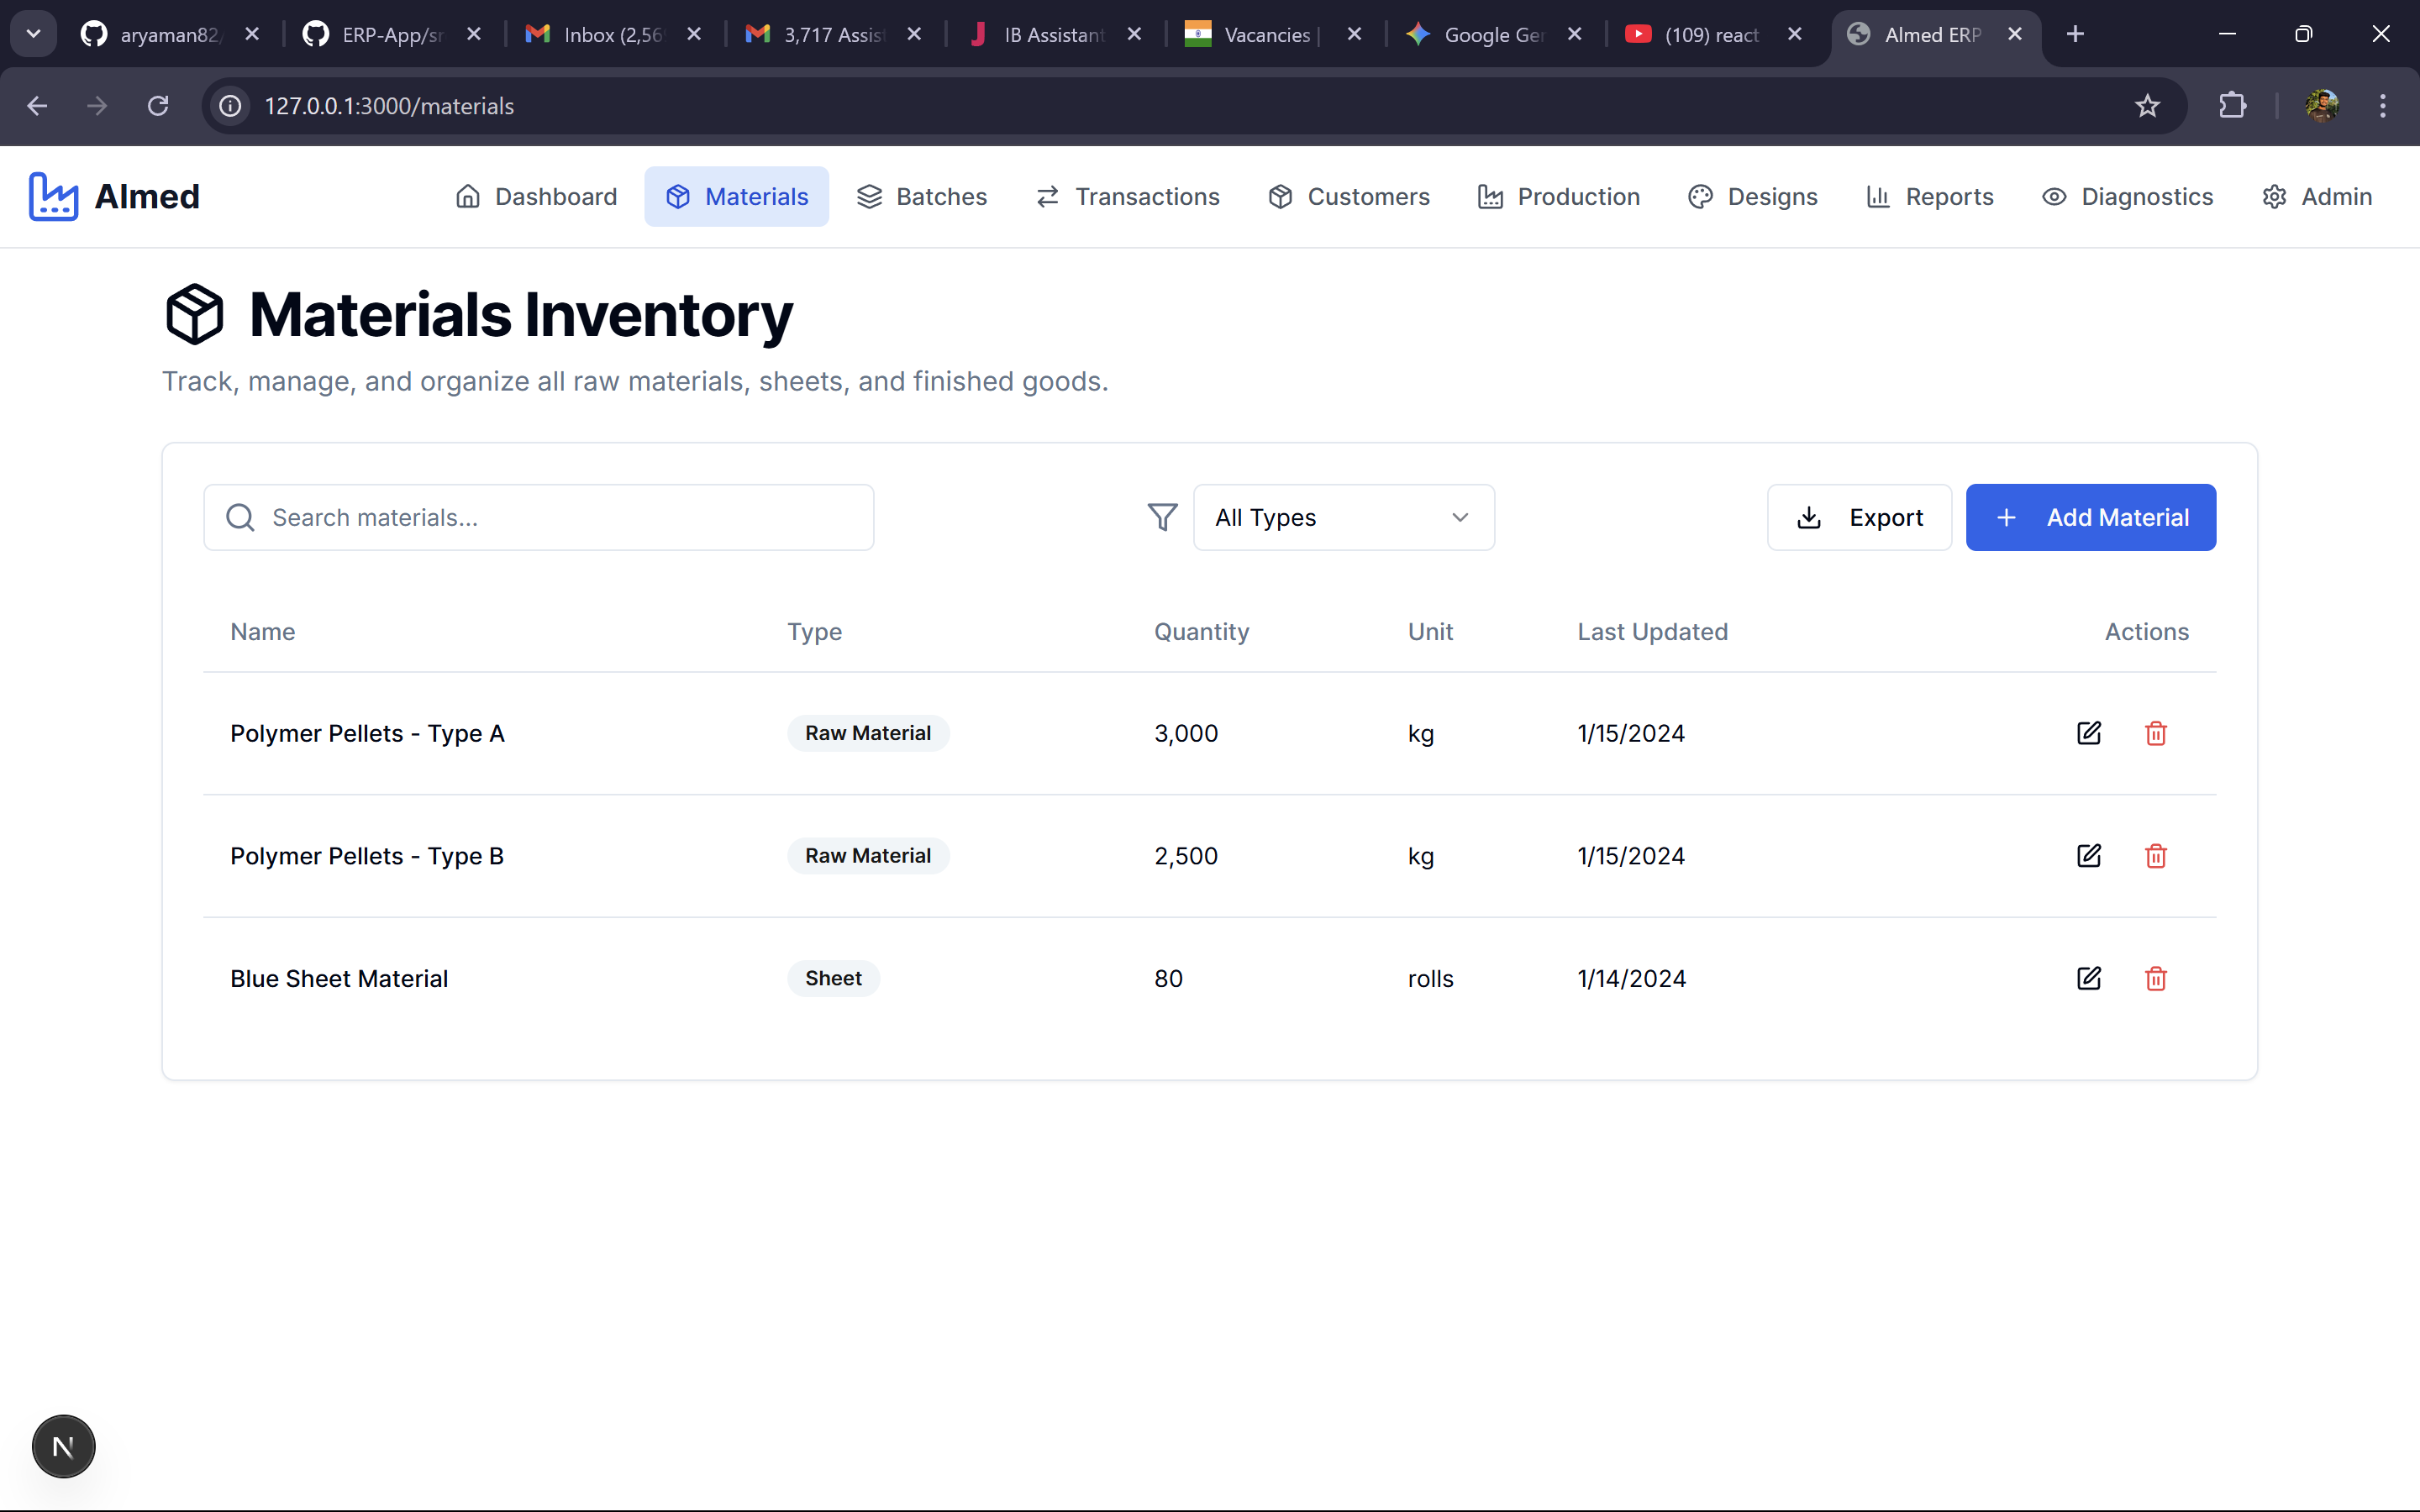 aryaman82
ERP-App/sr
Inbox (2,56
3,717 Assist
IB Assistant
Vacancies |
Google Ger
(109) react
Almed ERP
127.0.0.1:3000/materials
Almed
Dashboard
Materials
Batches
Transactions
Customers
Production
Designs
Reports
Diagnostics
Admin
Materials Inventory
Track, manage, and organize all raw materials, sheets, and finished goods.
Search materials...
All Types
Export
+ Add Material
Name Type Quantity Unit Last Updated Actions
Polymer Pellets - Type A Raw Material 3,000 kg 1/15/2024
Polymer Pellets - Type B Raw Material 2,500 kg 1/15/2024
Blue Sheet Material Sheet 80 rolls 1/14/2024
N